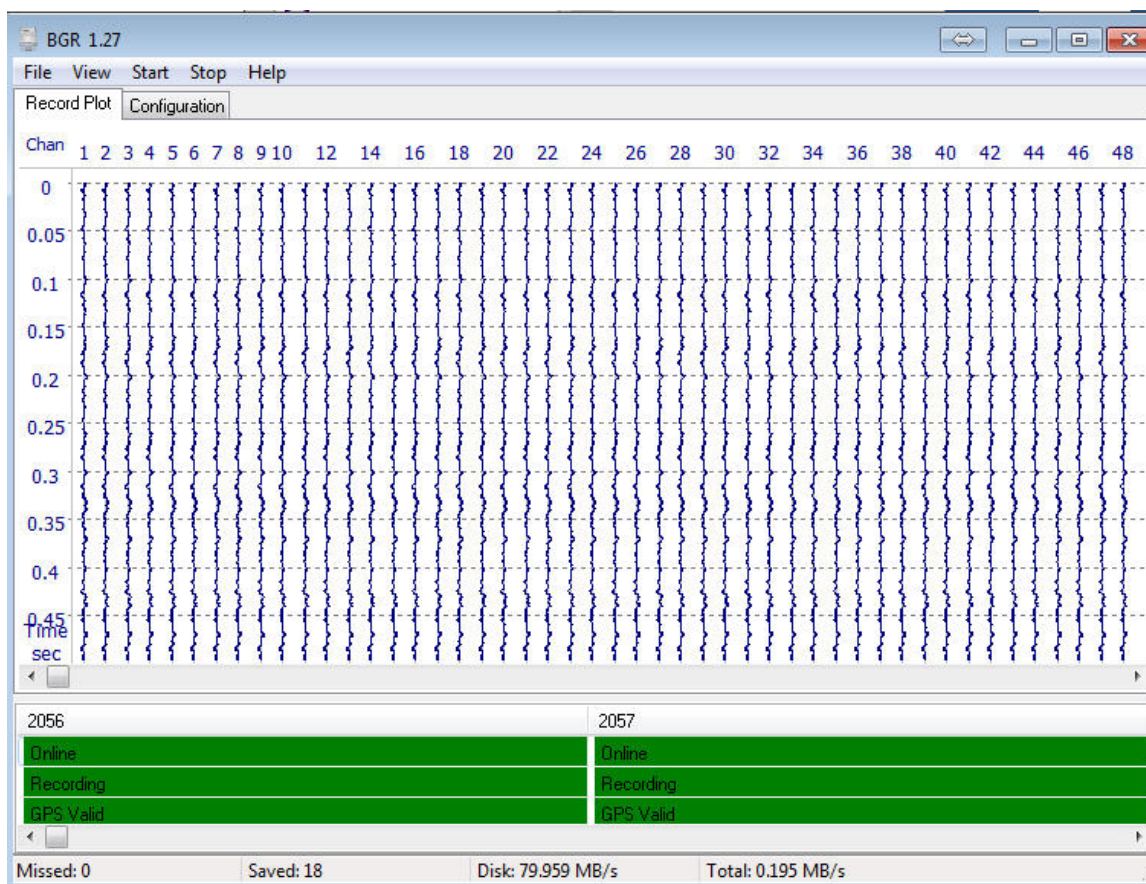 BGR 1.27
File View Start Stop Help
Record Plot Configuration
Chan 1 2 3 4 5 6 7 8 9 10 12 14 16 18 20 22 24 26 28 30 32 34 36 38 40 42 44 46 48
0
0.05
0.1
0.15
0.2
0.25
0.3
0.35
0.4
0.45
Time
sec
2056 2057
Online Online
Recording Recording
GPS Valid GPS Valid
Missed: 0 Saved: 18 Disk: 79.959 MB/s Total: 0.195 MB/s